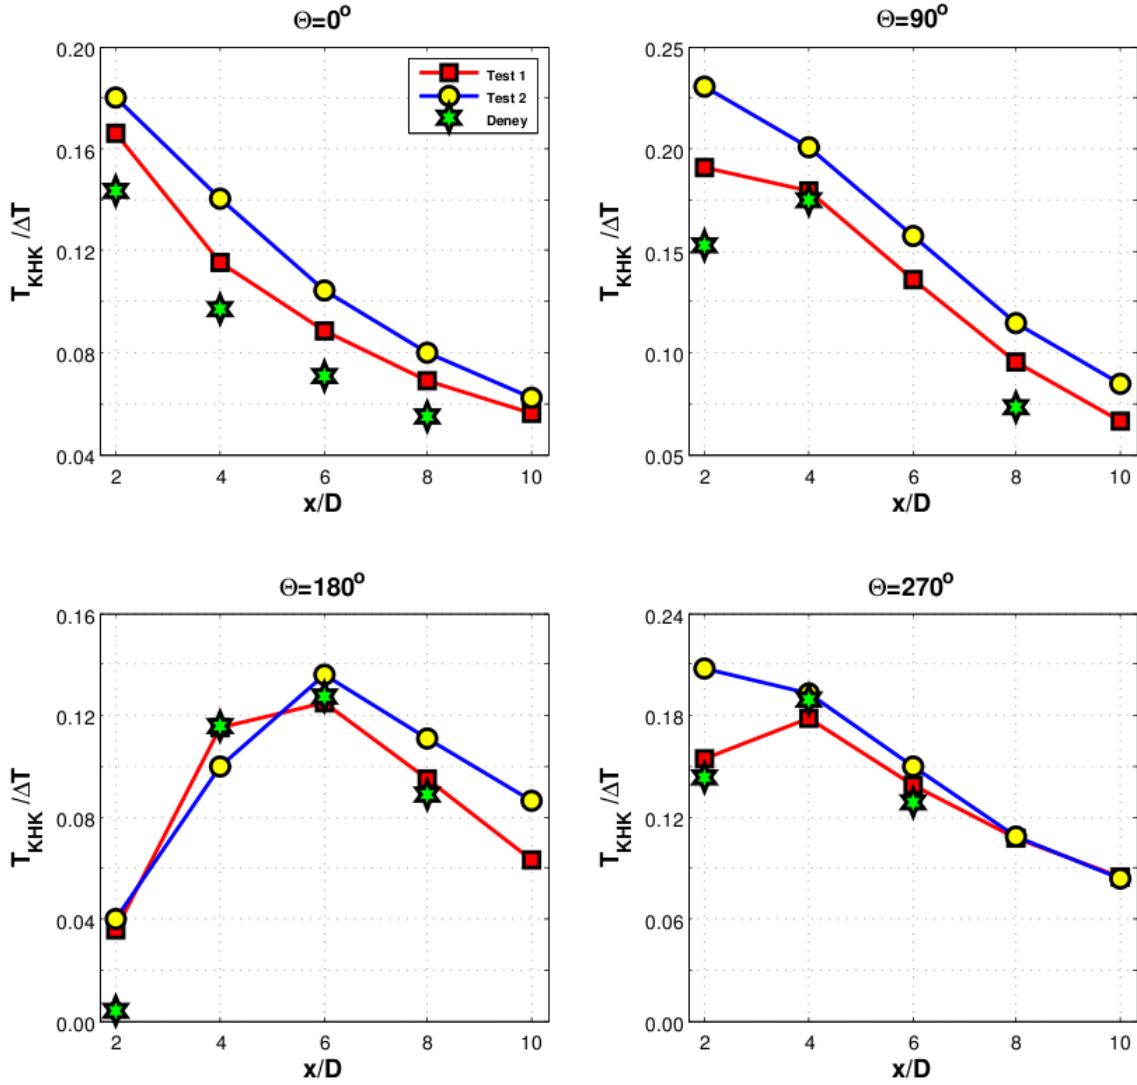 Θ=0°
0.20
0.16
0.12
0.08
0.04
2 4 6 8 10
x/D
T_KHK /ΔT
Test 1
Test 2
Deney
Θ=90°
0.25
0.20
0.15
0.10
0.05
2 4 6 8 10
x/D
T_KHK /ΔT
Θ=180°
0.16
0.12
0.08
0.04
0.00
2 4 6 8 10
x/D
T_KHK /ΔT
Θ=270°
0.24
0.18
0.12
0.06
0.00
2 4 6 8 10
x/D
T_KHK /ΔT